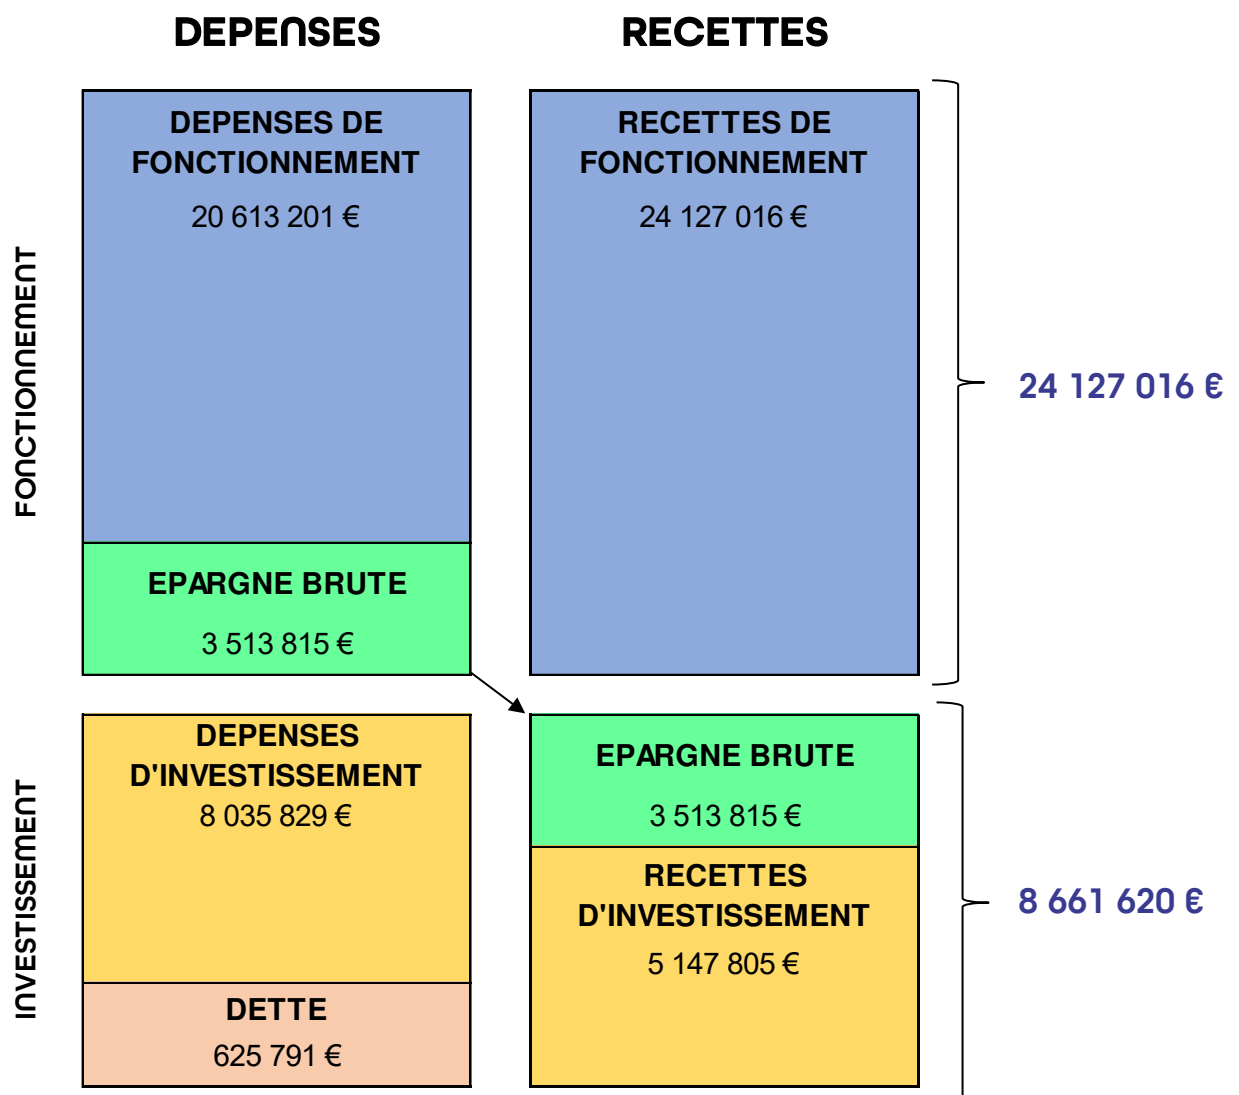 DEPENSES
RECETTES
FONCTIONNEMENT
DEPENSES DE
FONCTIONNEMENT
20 613 201 €
EPARGNE BRUTE
3 513 815 €
RECETTES DE
FONCTIONNEMENT
24 127 016 €
24 127 016 €
INVESTISSEMENT
DEPENSES
D'INVESTISSEMENT
8 035 829 €
DETTE
625 791 €
EPARGNE BRUTE
3 513 815 €
RECETTES
D'INVESTISSEMENT
5 147 805 €
8 661 620 €